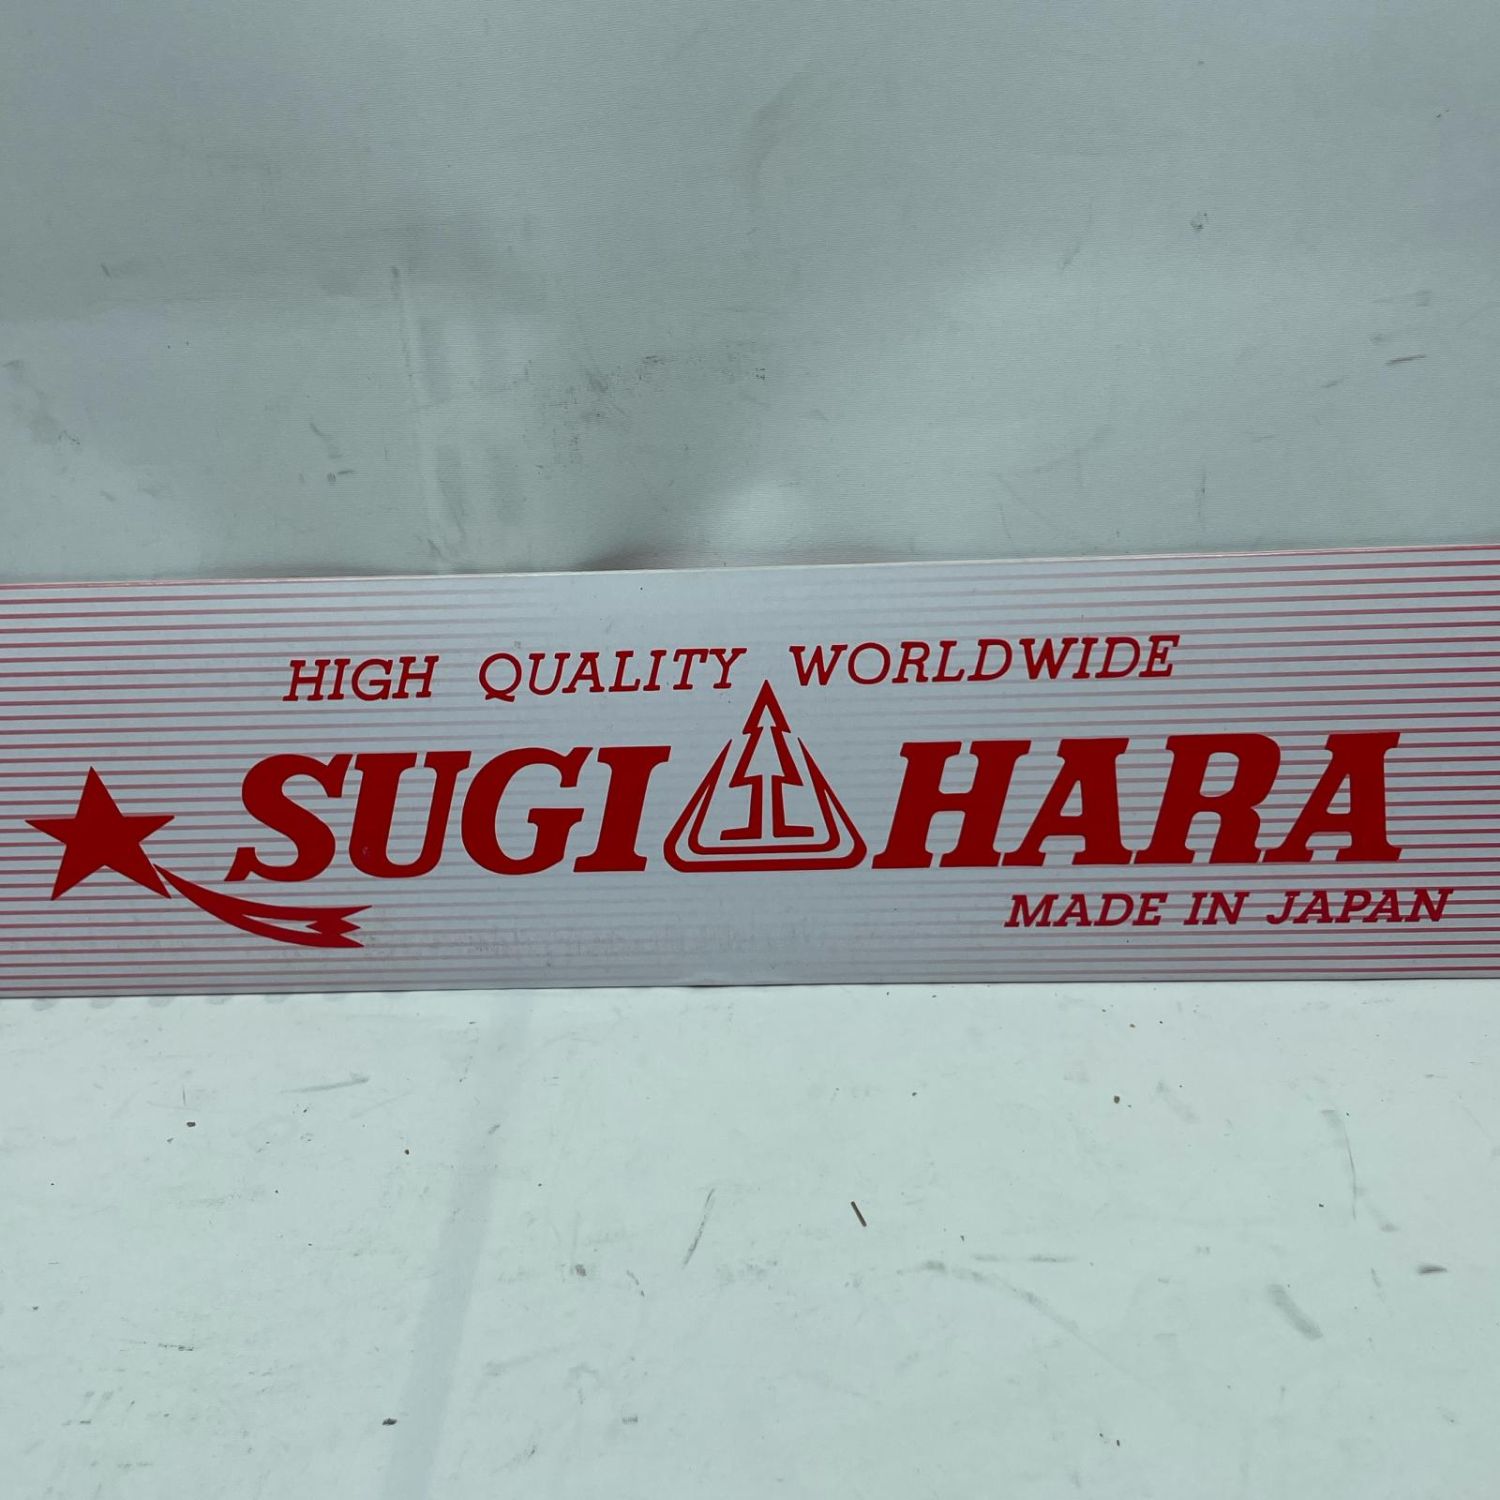 HIGH QUALITY WORLDWIDE
SUGI HARA
MADE IN JAPAN